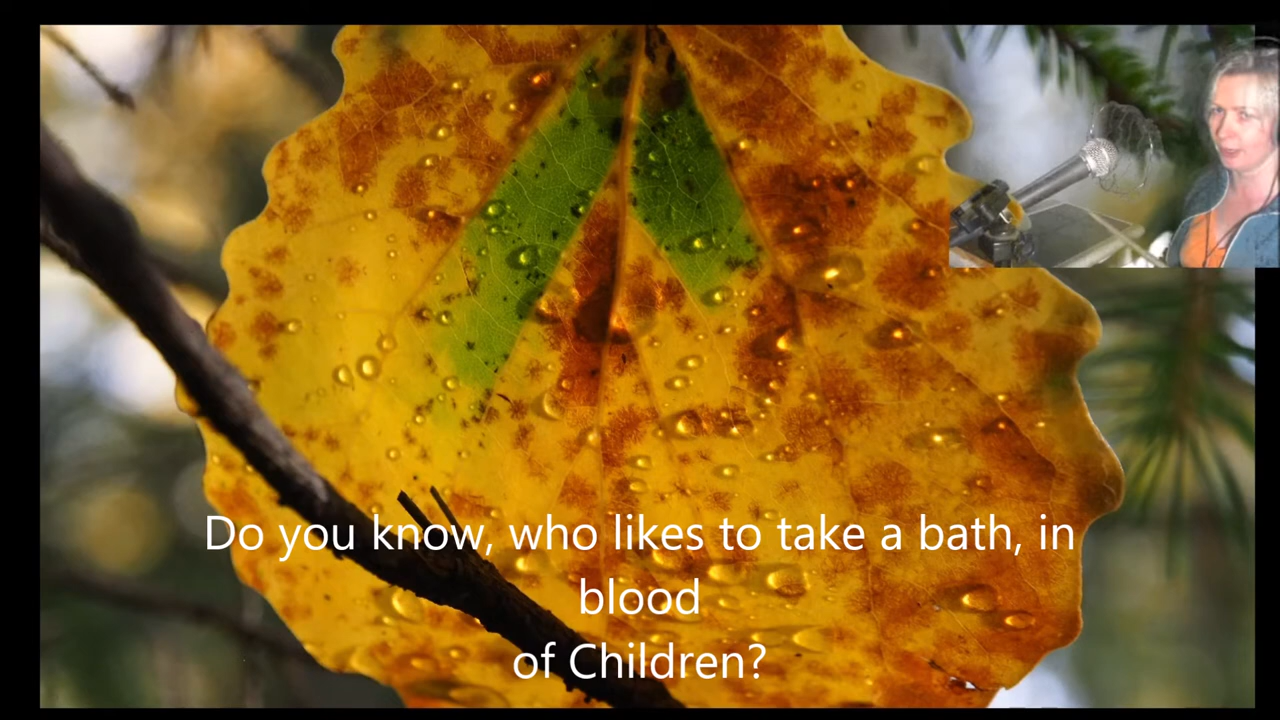 Do you know, who likes to take a bath, in
blood
of Children?